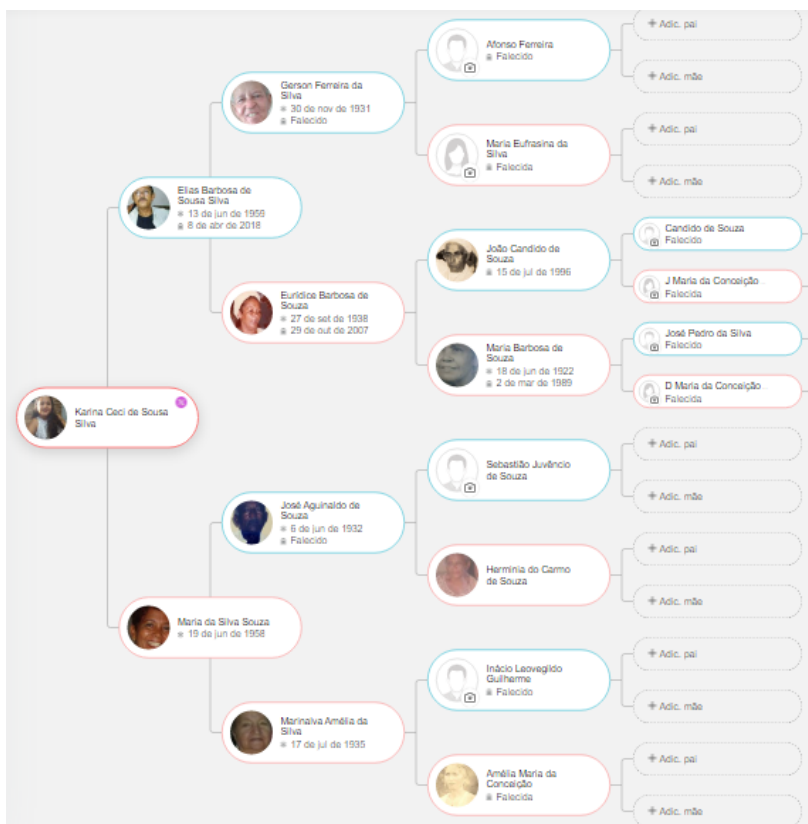 Adic. pai
Afonso Ferreira
Falecido
Adic. mãe
Gerson Ferreira da
Silva
30 de nov de 1931
Falecido
Adic. pai
Maria Eufrasina da
Silva
Falecida
Adic. mãe
Elias Barbosa de
Sousa Silva
13 de jun de 1959
8 de abr de 2018
Candido de Souza
Falecido
João Candido de
Souza
15 de jul de 1996
J Maria da Conceição
Falecida
Eurídice Barbosa de
Souza
27 de set de 1938
29 de out de 2007
José Pedro da Silva
Falecido
Maria Barbosa de
Souza
18 de jun de 1922
2 de mar de 1989
D Maria da Conceição
Falecida
Karina Ceci de Sousa
Silva
Adic. pai
Sebastião Juvêncio
de Souza
Adic. mãe
José Aguinaldo de
Souza
6 de jun de 1932
Falecido
Adic. pai
Herminia do Carmo
de Souza
Adic. mãe
Maria da Silva Souza
19 de jun de 1958
Adic. pai
Inácio Leovegildo
Guilherme
Falecido
Adic. mãe
Marinalva Amélia da
Silva
17 de jul de 1935
Adic. pai
Amélia Maria da
Conceição
Falecida
Adic. mãe